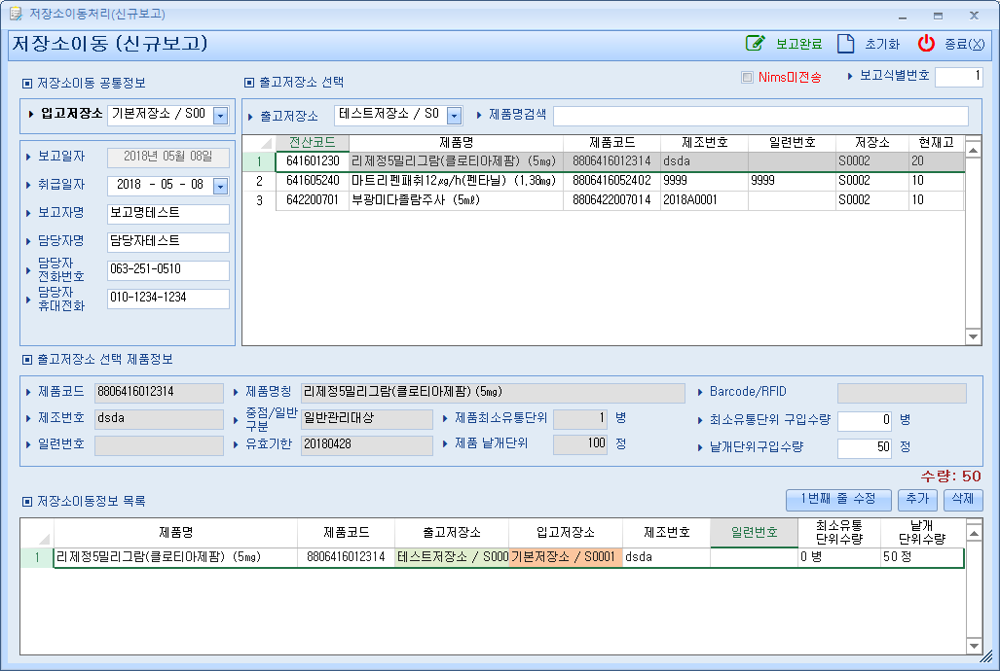 저장소이동처리(신규보고)
저장소이동 (신규보고)
보고완료 초기화 종료(X)
저장소이동 공통정보
출고저장소 선택
Nims미전송 보고식별번호 1
입고저장소 기본저장소 / S00
출고저장소 테스트저장소 / S0 제품명검색
보고일자 2018년 05월 08일
취급일자 2018 - 05 - 08
보고자명 보고명테스트
담당자명 담당자테스트
담당자
전화번호 063-251-0510
담당자
휴대전화 010-1234-1234
전산코드 제품명 제품코드 제조번호 일련번호 저장소 현재고
1 641601230 리제정5밀리그람(클로티아제팜) (5mg) 8806416012314 dsda S0002 20
2 641605240 마트리펜패취12㎍/h(펜타닐) (1.38mg) 8806416052402 9999 9999 S0002 10
3 642200701 부광미다졸람주사 (5㎖) 8806422007014 2018A0001 S0002 10
출고저장소 선택 제품정보
제품코드 8806416012314 제품명칭 리제정5밀리그람(클로티아제팜) (5mg) Barcode/RFID
제조번호 dsda 중점/일반
구분 일반관리대상 제품최소유통단위 1 병 최소유통단위 구입수량 0 병
일련번호 유효기한 20180428 제품 낱개단위 100 정 낱개단위구입수량 50 정
수량: 50
저장소이동정보 목록
1번째 줄 수정 추가 삭제
제품명 제품코드 출고저장소 입고저장소 제조번호 일련번호 최소유통
단위수량 낱개
단위수량
1 리제정5밀리그람(클로티아제팜) (5mg) 8806416012314 테스트저장소 / S000 기본저장소 / S0001 dsda 0 병 50 정